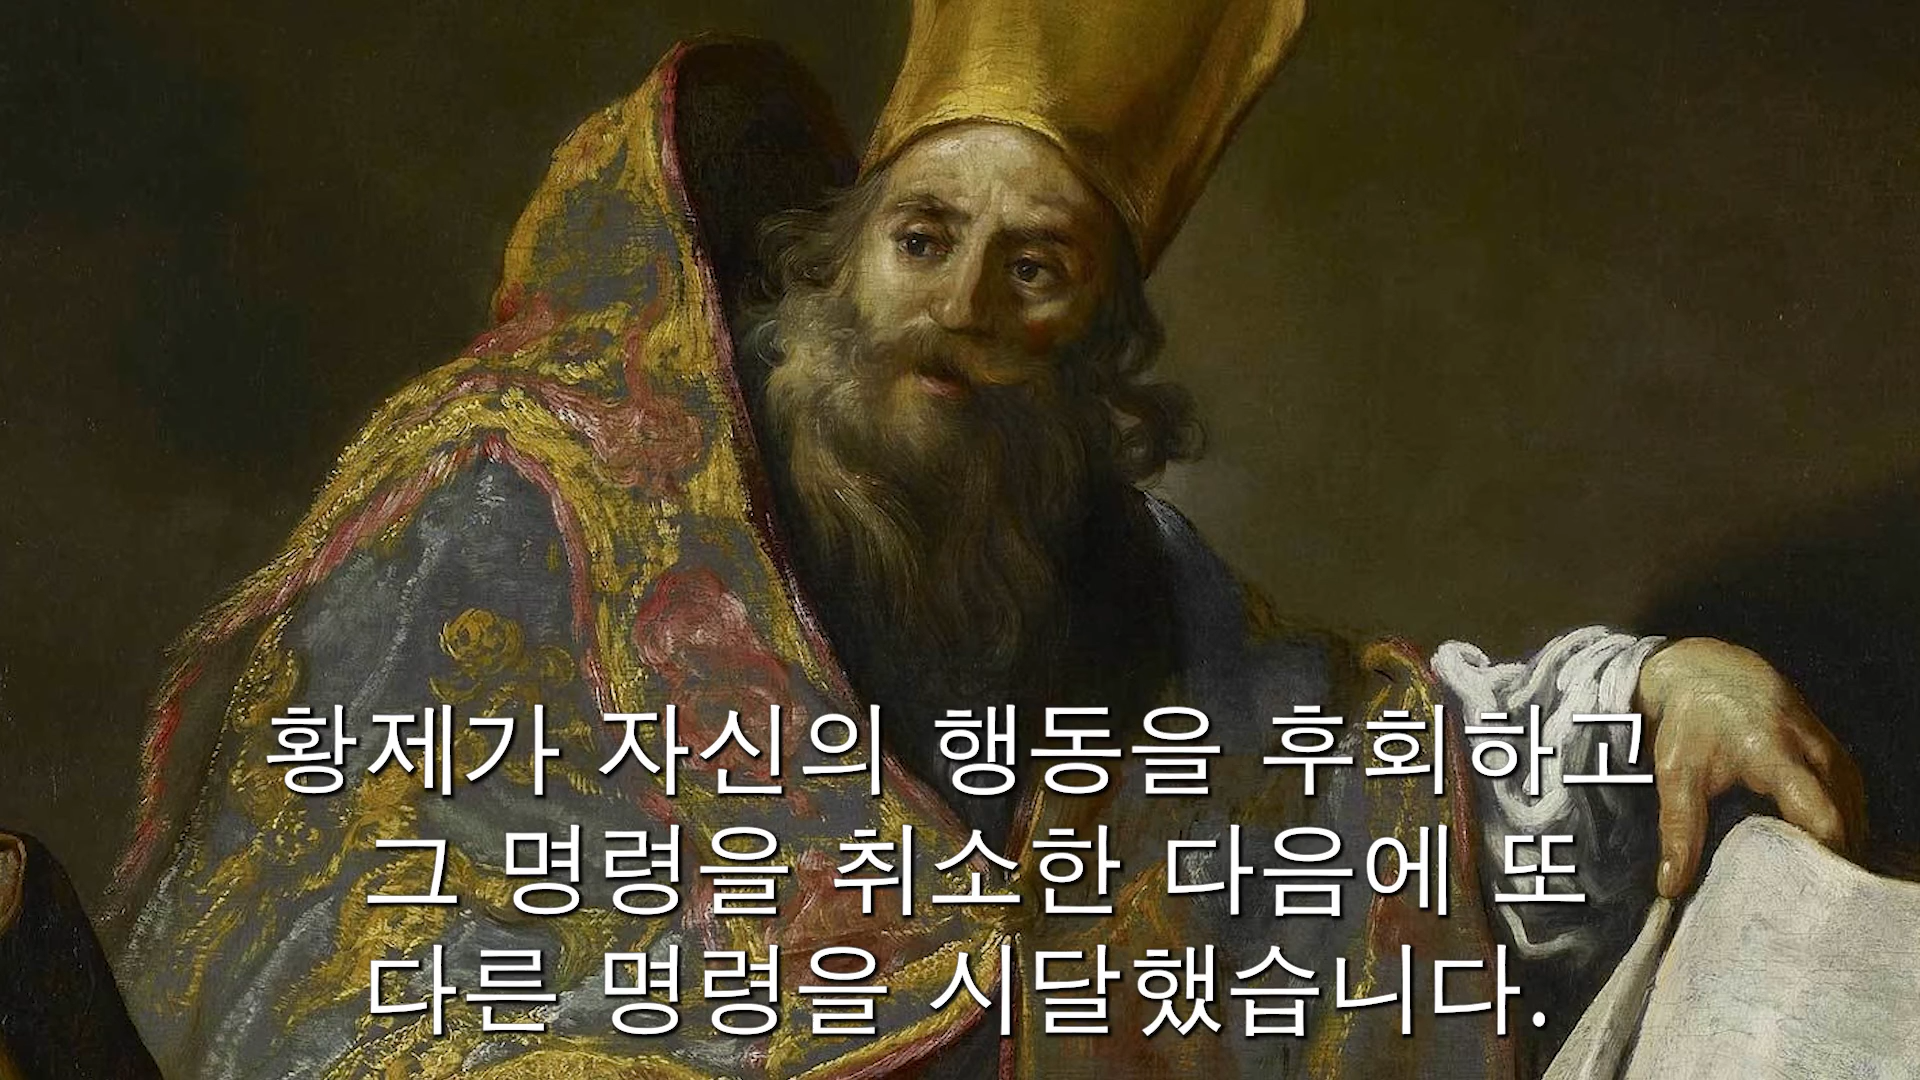 황제가 자신의 행동을 후회하고
그 명령을 취소한 다음에 또
다른 명령을 시달했습니다.